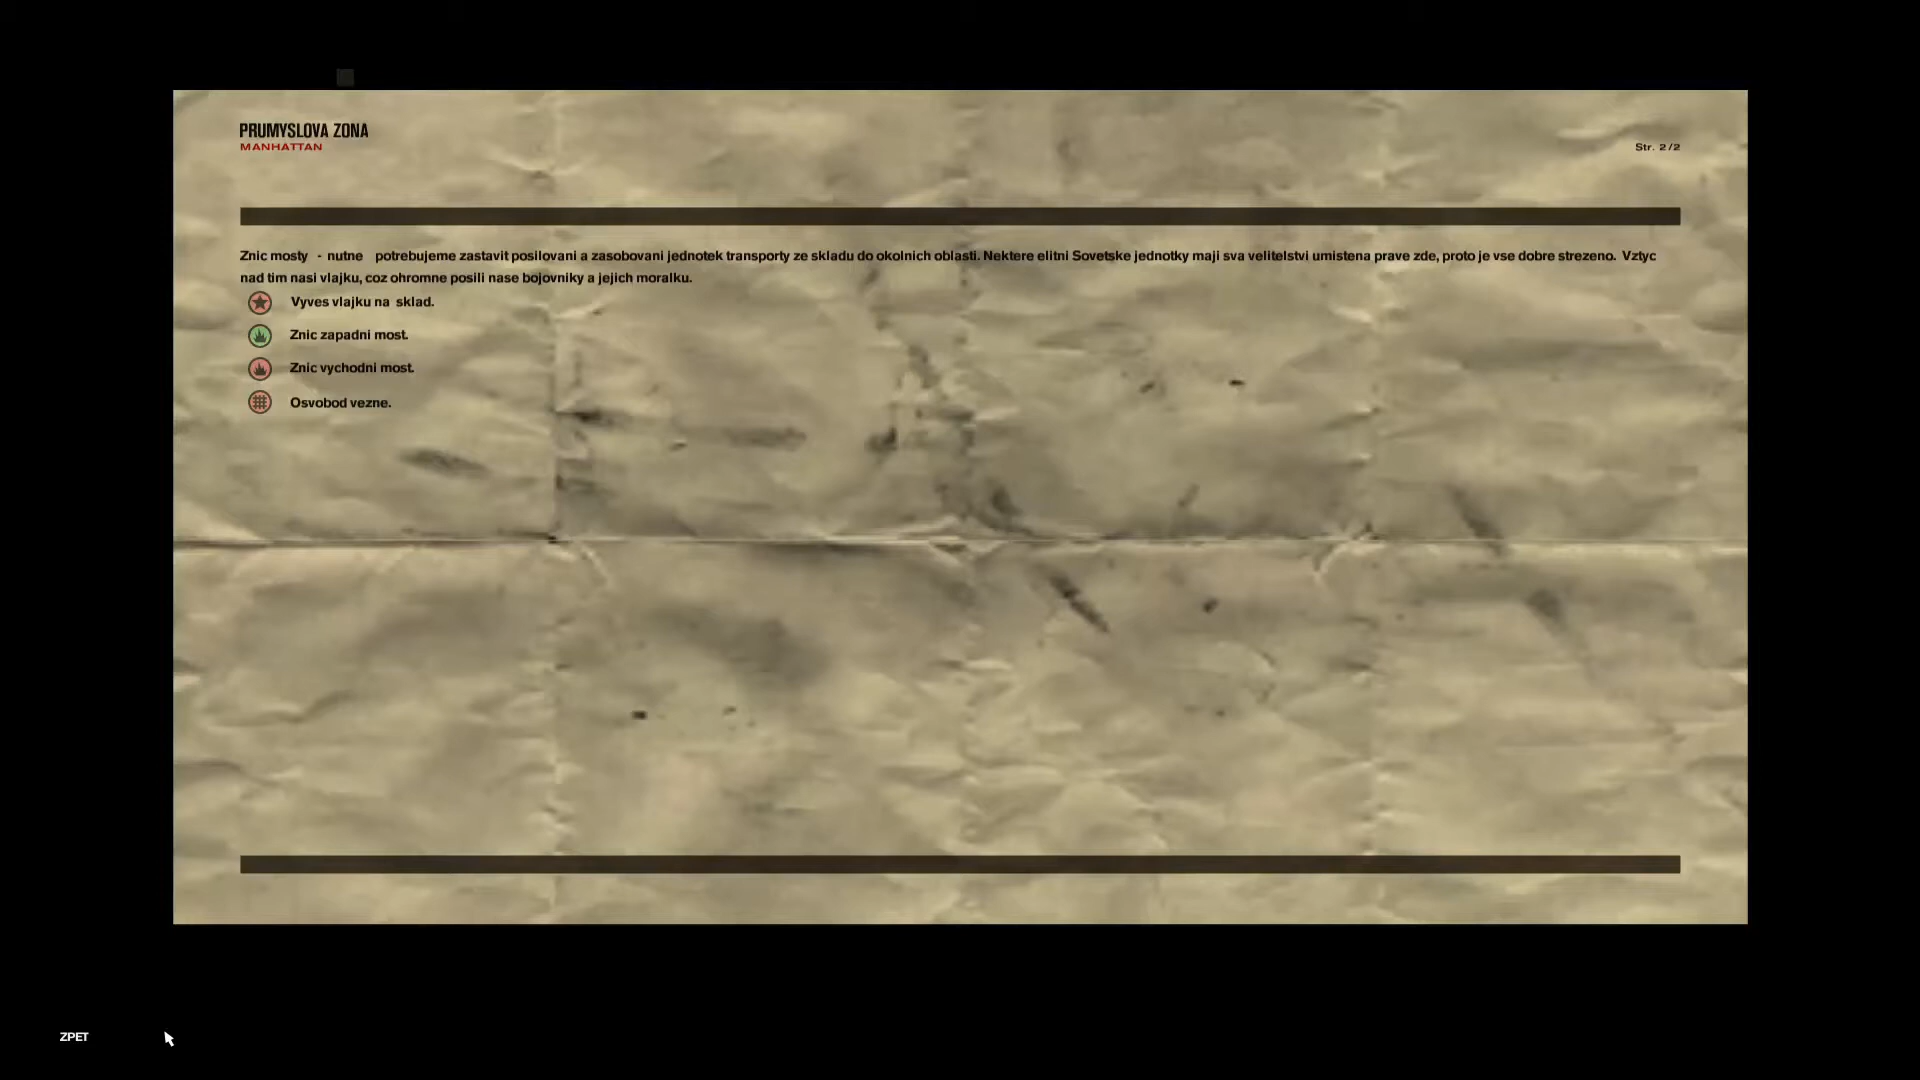 PRUMYSLOVA ZONA
MANHATTAN
Str. 2/2
Znic mosty - nutne potrebujeme zastavit posilovani a zasobovani jednotek transporty ze skladu do okolnich oblasti. Nektere elitni Sovetske jednotky maji sva velitelstvi umistena prave zde, proto je vse dobre strezeno. Vztyc
nad tim nasi vlajku, coz ohromne posili nase bojovniky a jejich moralku.
Vyves vlajku na sklad.
Znic zapadni most.
Znic vychodni most.
Osvobod vezne.
ZPET